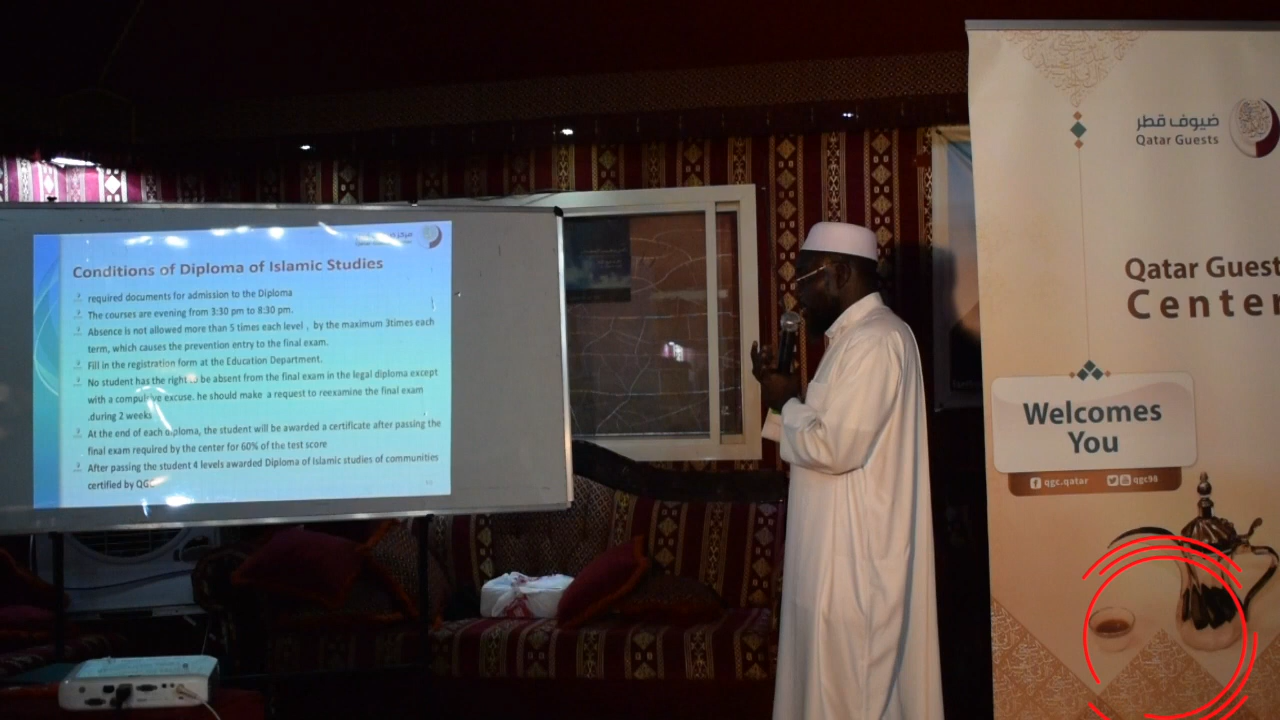 Conditions of Diploma of Islamic Studies
required documents for admission to the Diploma
The courses are evening from 3:30 pm to 8:30 pm.
Absence is not allowed more than 5 times each level , by the maximum 3times each
term, which causes the prevention entry to the final exam.
Fill in the registration form at the Education Department.
No student has the right to be absent from the final exam in the legal diploma except
with a compulsive excuse. he should make a request to reexamine the final exam
.during 2 weeks
At the end of each diploma, the student will be awarded a certificate after passing the
final exam required by the center for 60% of the test score
After passing the student 4 levels awarded Diploma of Islamic studies of communities
certified by QGC
ضيوف قطر
Qatar Guests
Qatar Guest
Center
Welcomes
You
qgc.qatar qgc98